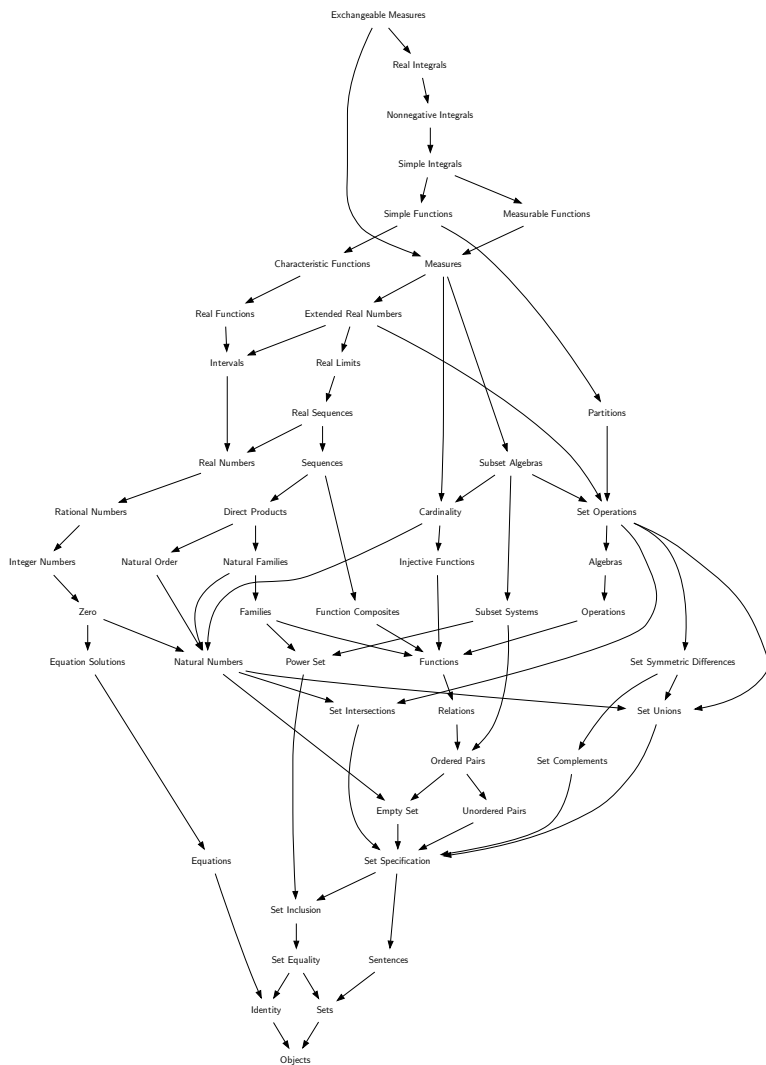 Exchangeable Measures
Real Integrals
Nonnegative Integrals
Simple Integrals
Simple Functions
Measurable Functions
Characteristic Functions
Measures
Real Functions
Extended Real Numbers
Intervals
Real Limits
Real Sequences
Partitions
Real Numbers
Sequences
Subset Algebras
Rational Numbers
Direct Products
Cardinality
Set Operations
Integer Numbers
Natural Order
Natural Families
Injective Functions
Algebras
Zero
Families
Function Composites
Subset Systems
Operations
Equation Solutions
Natural Numbers
Power Set
Functions
Set Symmetric Differences
Set Intersections
Relations
Set Unions
Ordered Pairs
Set Complements
Empty Set
Unordered Pairs
Equations
Set Specification
Set Inclusion
Set Equality
Sentences
Identity
Sets
Objects